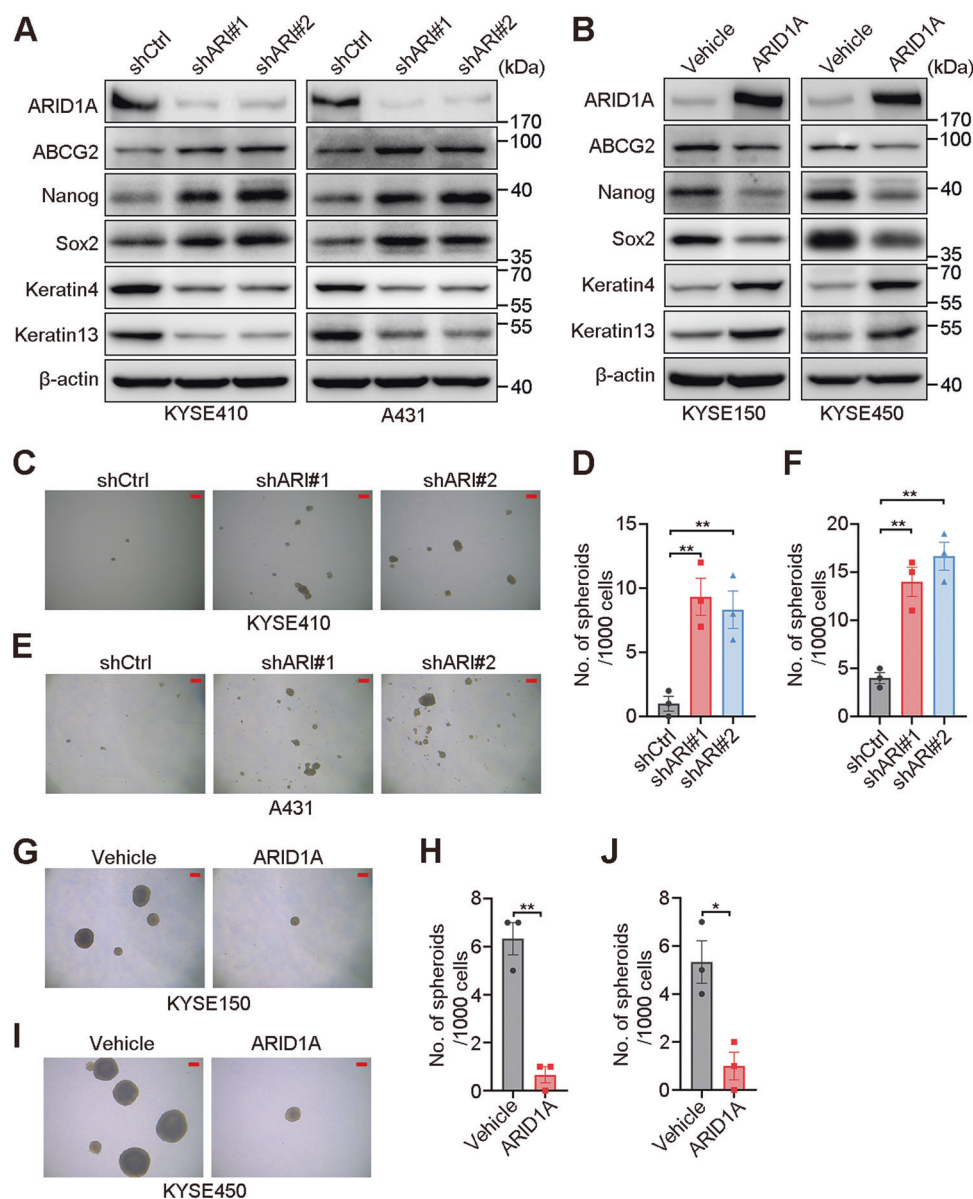 A
shCtrl shARI#1 shARI#2 shCtrl shARI#1 shARI#2 (kDa)
ARID1A
170
ABCG2 100
Nanog 40
Sox2
35
Keratin4 70
55
Keratin13 55
β-actin 40
KYSE410 A431
B
Vehicle ARID1A Vehicle ARID1A (kDa)
ARID1A
170
ABCG2 100
Nanog 40
Sox2
35
Keratin4 70
55
Keratin13 55
β-actin
40
KYSE150 KYSE450
C
shCtrl shARI#1 shARI#2
KYSE410
D
No. of spheroids
/1000 cells
15
10
5
0
** **
shCtrl shARI#1 shARI#2
F
No. of spheroids
/1000 cells
20
15
10
5
0
** **
shCtrl shARI#1 shARI#2
E
shCtrl shARI#1 shARI#2
A431
G
Vehicle ARID1A
KYSE150
H
No. of spheroids
/1000 cells
8
6
4
2
0
**
Vehicle ARID1A
J
No. of spheroids
/1000 cells
8
6
4
2
0
*
Vehicle ARID1A
I
Vehicle ARID1A
KYSE450